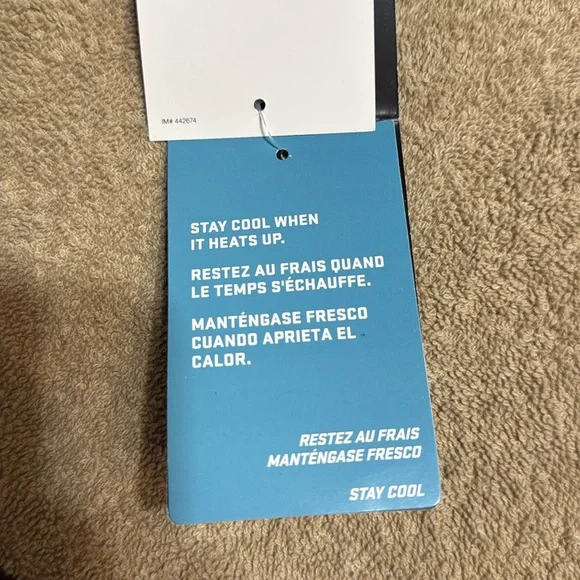 IM# 442674
STAY COOL WHEN
IT HEATS UP.
RESTEZ AU FRAIS QUAND
LE TEMPS S'ÉCHAUFFE.
MANTÉNGASE FRESCO
CUANDO APRIETA EL
CALOR.
RESTEZ AU FRAIS
MANTÉNGASE FRESCO
STAY COOL